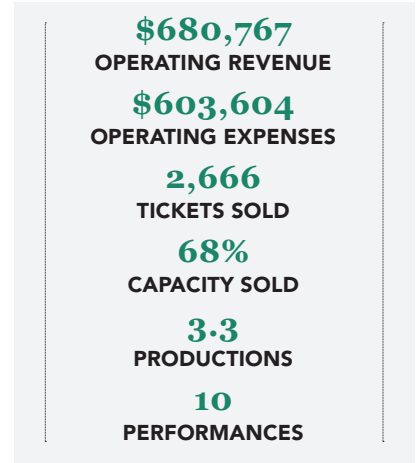 $680,767
OPERATING REVENUE
$603,604
OPERATING EXPENSES
2,666
TICKETS SOLD
68%
CAPACITY SOLD
3.3
PRODUCTIONS
10
PERFORMANCES